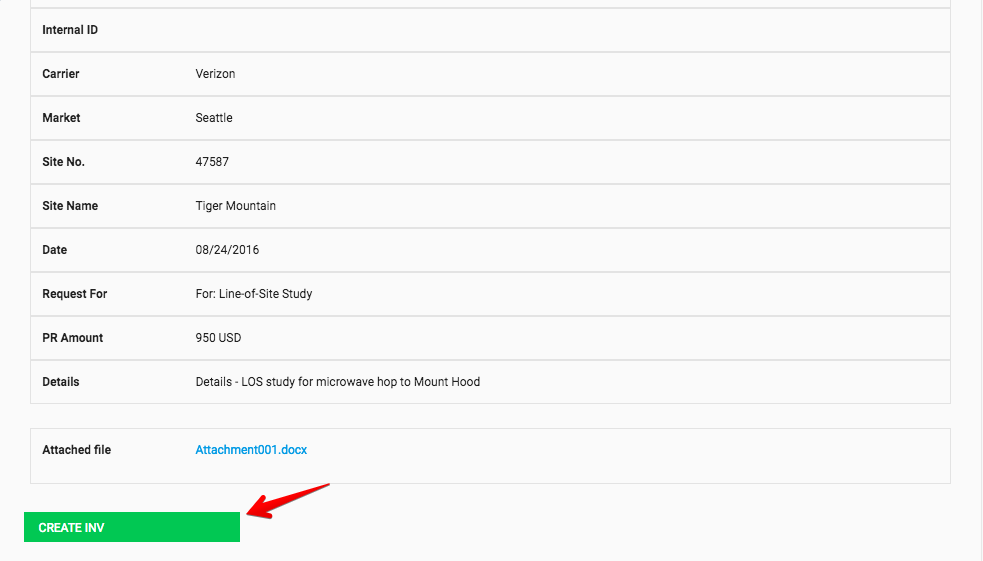 Internal ID
Carrier Verizon
Market Seattle
Site No. 47587
Site Name Tiger Mountain
Date 08/24/2016
Request For For: Line-of-Site Study
PR Amount 950 USD
Details Details - LOS study for microwave hop to Mount Hood
Attached file Attachment001.docx
CREATE INV